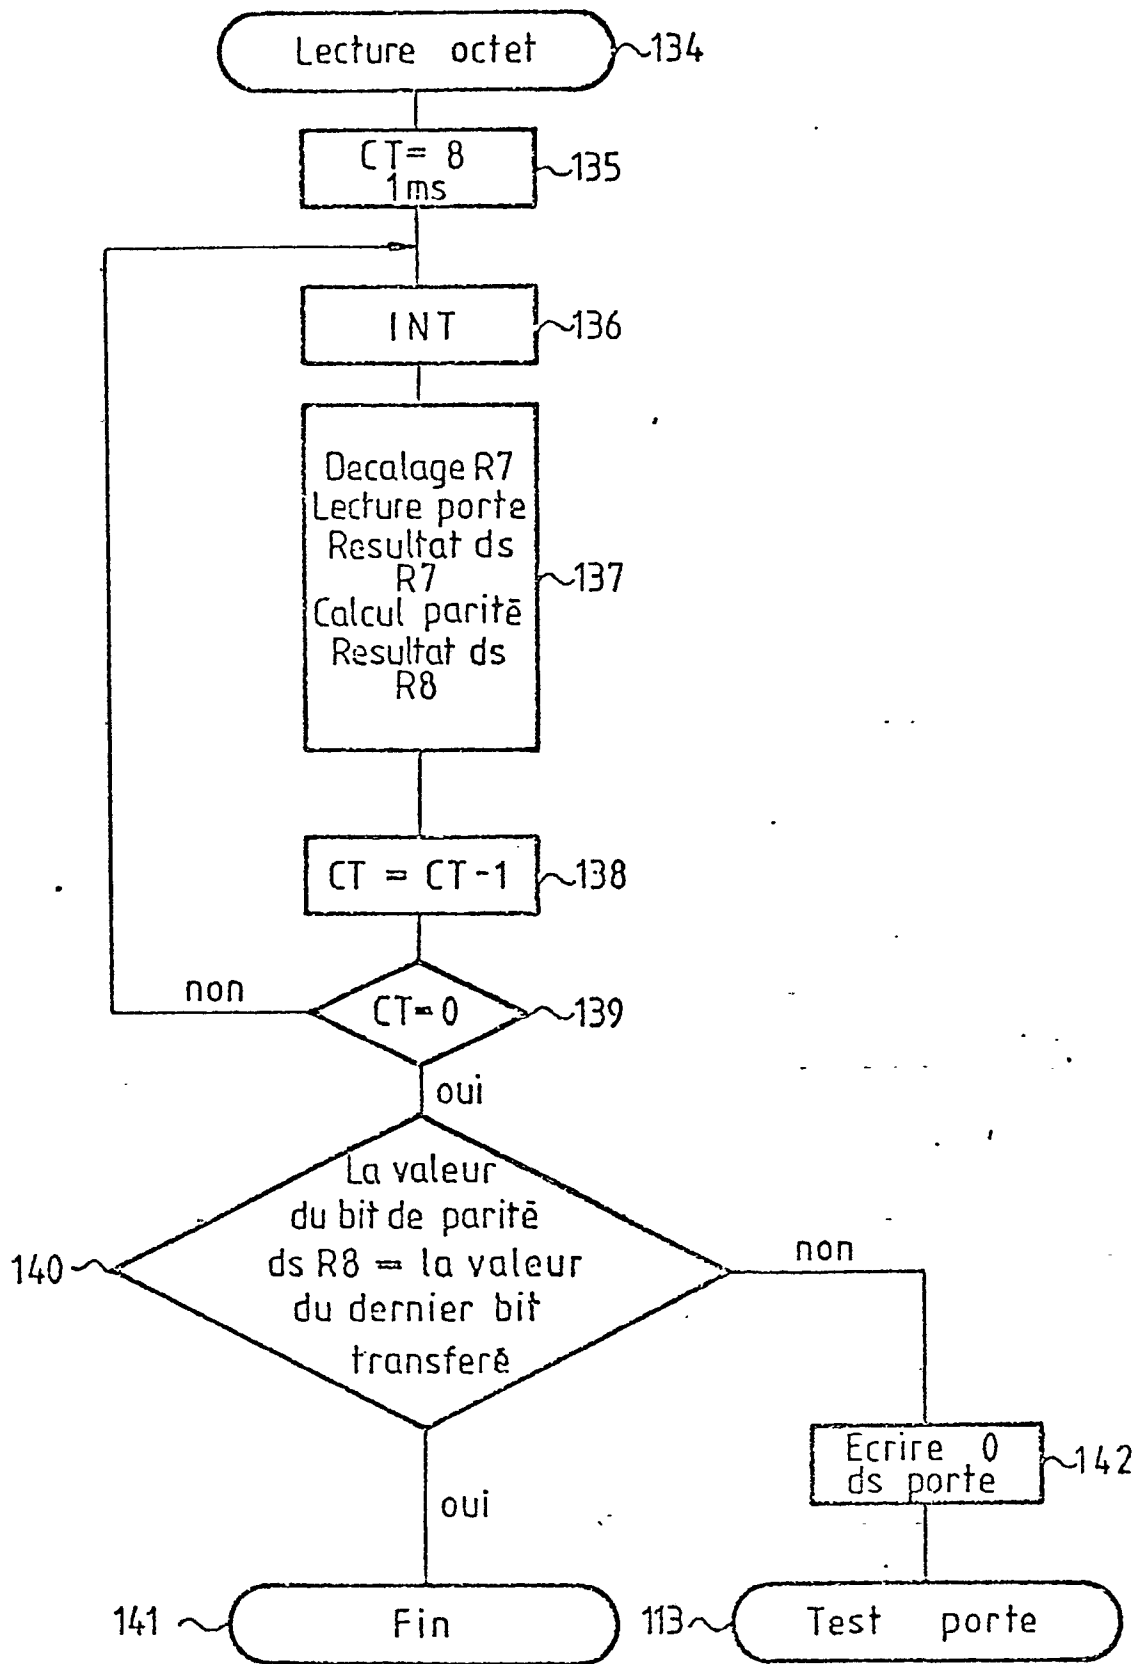 Lecture octet
134
CT= 8
1ms
135
INT
136
Decalage R7
Lecture porte
Resultat ds
R7
Calcul parité
Resultat ds
R8
137
CT = CT-1
138
non
CT=0
139
oui
La valeur
du bit de parité
ds R8 = la valeur
du dernier bit
transferé
140
non
Ecrire 0
ds porte
142
oui
141
Fin
113
Test porte